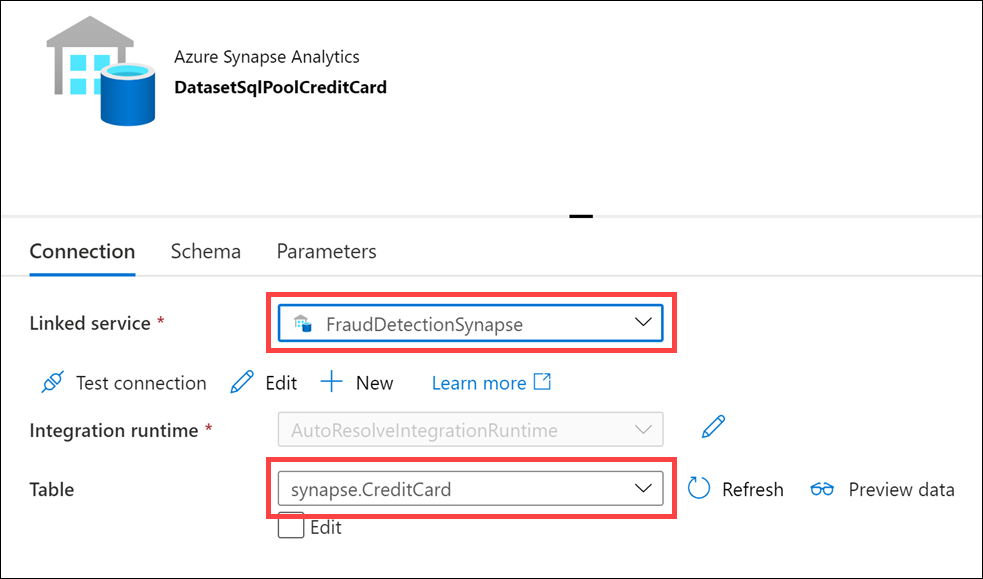 Azure Synapse Analytics
DatasetSqlPoolCreditCard
Connection Schema Parameters
Linked service * FraudDetectionSynapse
Test connection Edit New Learn more
Integration runtime * AutoResolveIntegrationRuntime
Table synapse.CreditCard Refresh Preview data
Edit